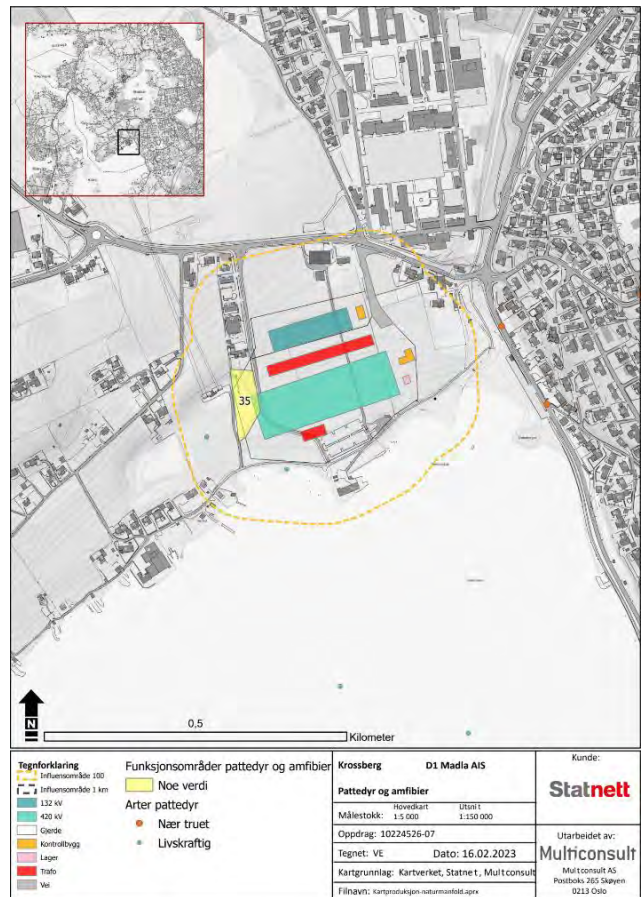 35
N
0,5
Kilometer
Tegnforklaring
Influensområde 100
Influensområde 1 km
132 kV
420 kV
Gjerde
Kontrollbygg
Lager
Trafo
Vei
Funksjonsområder pattedyr og amfibier
Noe verdi
Arter pattedyr
Nær truet
Livskraftig
Krossberg D1 Madla AIS
Pattedyr og amfibier
Hovedkart Utsnitt
Målestokk: 1:5 000 1:150 000
Oppdrag: 10224526-07
Tegnet: VE Dato: 16.02.2023
Kartgrunnlag: Kartverket, Statnett, Multconsult
Filnavn: Kartproduksjon-naturmanfold.aprx
Kunde:
Statnett
Utarbeidet av:
Multiconsult
Multconsult AS
Postboks 265 Skøyen
0213 Oslo